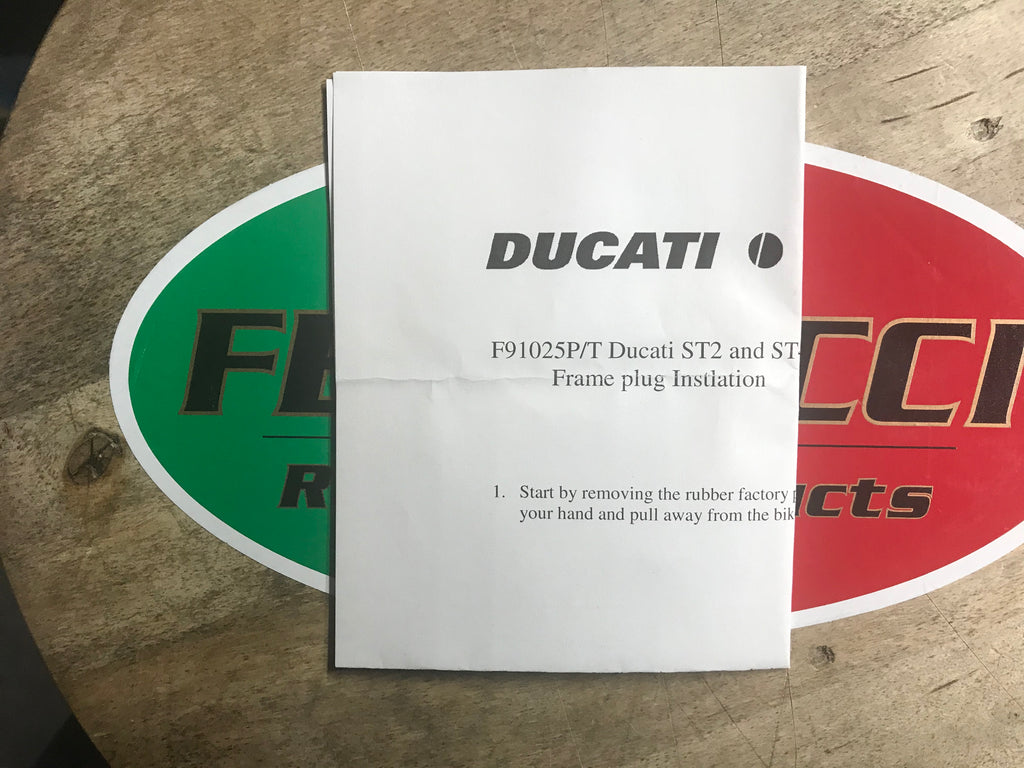 DUCATI
F91025P/T Ducati ST2 and ST-
Frame plug Instlation
1. Start by removing the rubber factory
your hand and pull away from the bik
FE CCI
R ucts